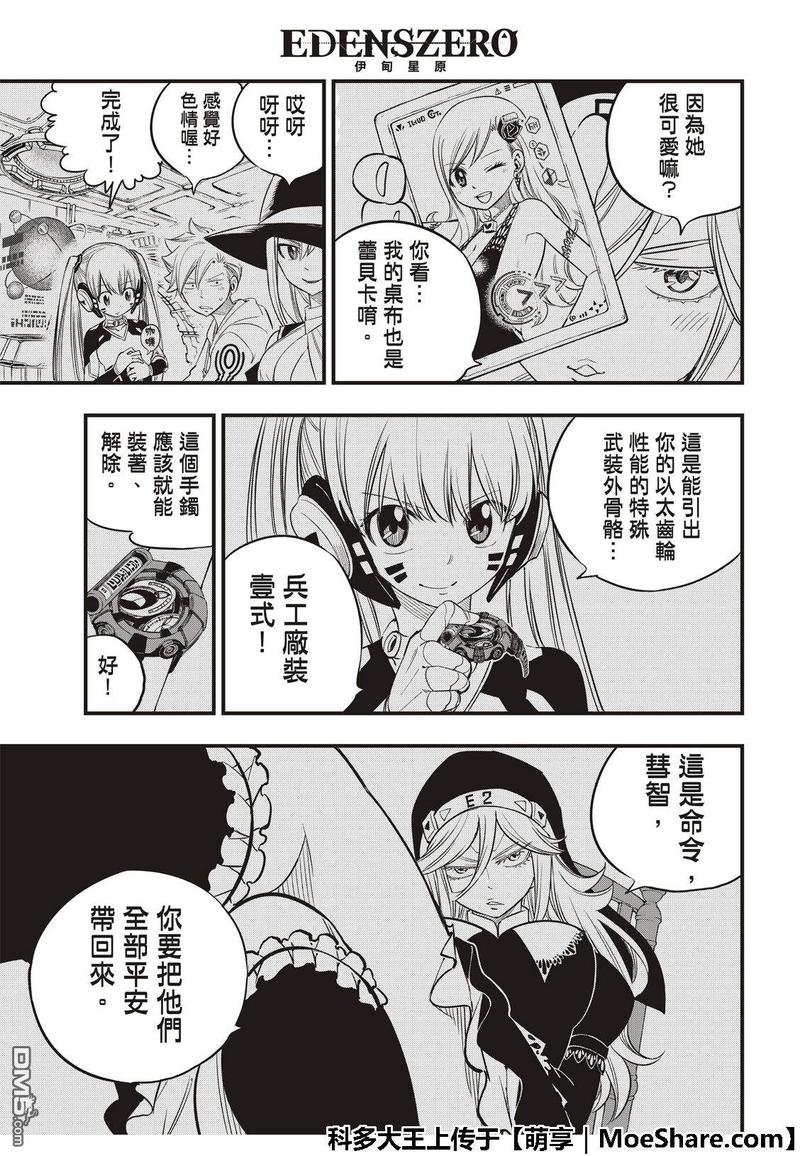 EDENSZERO
伊甸星原
因為她
很可愛嘛?
你看…
我的桌布也是
蕾貝卡唷。
哎呀
呀呀…
感覺好
色情喔…
完成了!
咖喱
這是能引出
你的以太齒輪
性能的特殊
武裝外骨骼…
兵工廠裝
壹式!
這個手鐲
應該就能
裝著、
解除。
好!
這是命令,
彗智,
E2
你要把他們
全部平安
帶回來。
DM5.com
科多大王上传于【萌享 | MoeShare.com】